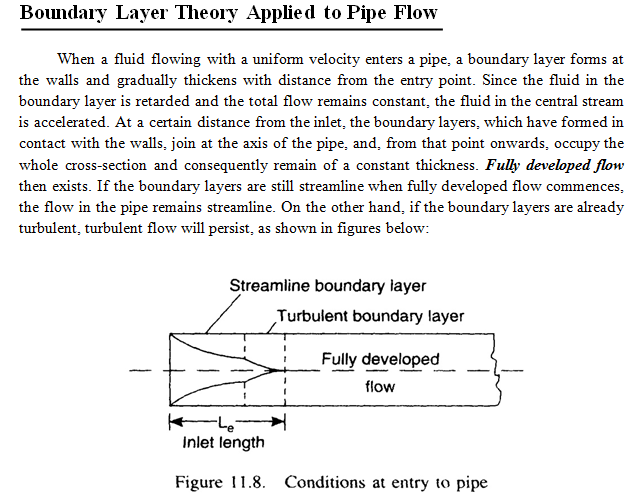 Boundary Layer Theory Applied to Pipe Flow
When a fluid flowing with a uniform velocity enters a pipe, a boundary layer forms at
the walls and gradually thickens with distance from the entry point. Since the fluid in the
boundary layer is retarded and the total flow remains constant, the fluid in the central stream
is accelerated. At a certain distance from the inlet, the boundary layers, which have formed in
contact with the walls, join at the axis of the pipe, and, from that point onwards, occupy the
whole cross-section and consequently remain of a constant thickness. Fully developed flow
then exists. If the boundary layers are still streamline when fully developed flow commences,
the flow in the pipe remains streamline. On the other hand, if the boundary layers are already
turbulent, turbulent flow will persist, as shown in figures below:
Streamline boundary layer
Turbulent boundary layer
Fully developed
flow
Le
Inlet length
Figure 11.8. Conditions at entry to pipe